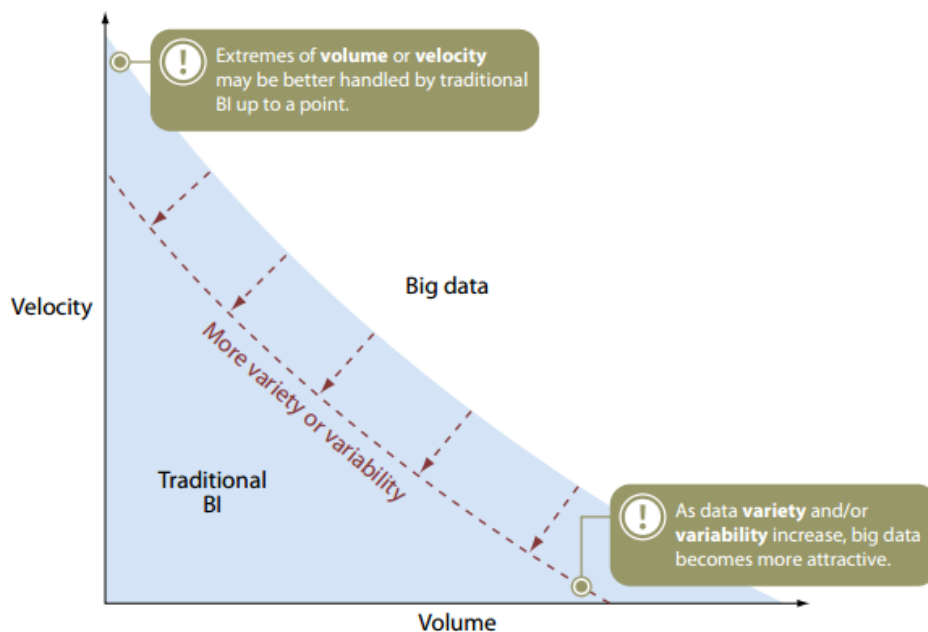 Extremes of volume or velocity
may be better handled by traditional
BI up to a point.
Big data
Velocity
More variety or variability
Traditional
BI
As data variety and/or
variability increase, big data
becomes more attractive.
Volume